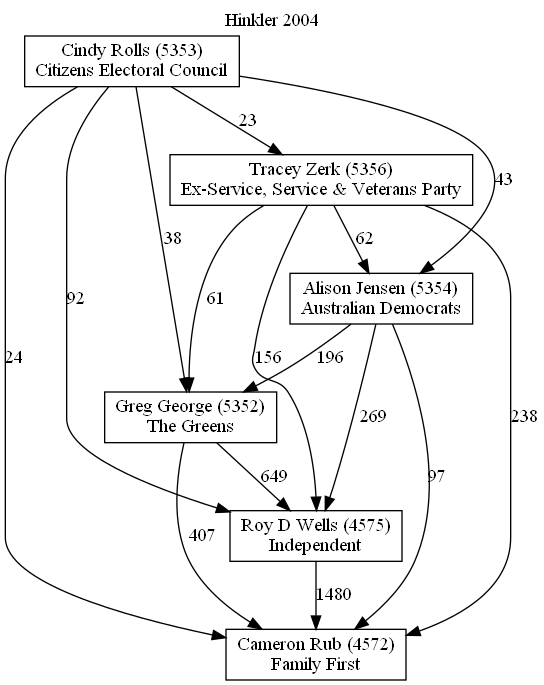 Hinkler 2004
Cindy Rolls (5353)
Citizens Electoral Council
23
Tracey Zerk (5356)
Ex-Service, Service & Veterans Party
43
38
62
Alison Jensen (5354)
Australian Democrats
92
61
24
156
196
Greg George (5352)
The Greens
269
238
649
97
Roy D Wells (4575)
Independent
407
1480
Cameron Rub (4572)
Family First